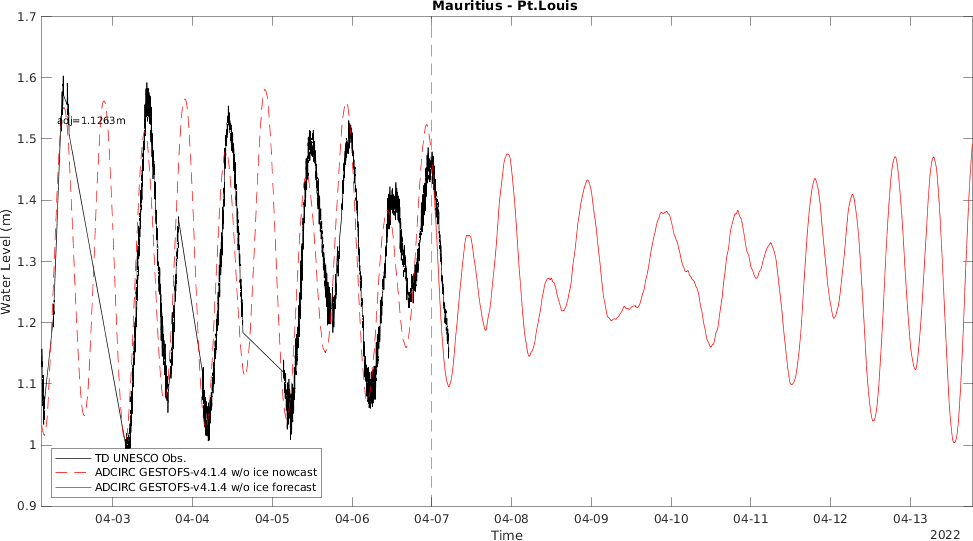 Mauritius - Pt.Louis
1.7
1.6
1.5
1.4
1.3
1.2
1.1
1
0.9
Water Level (m)
adj=1.1263m
TD UNESCO Obs.
ADCIRC GESTOFS-v4.1.4 w/o ice nowcast
ADCIRC GESTOFS-v4.1.4 w/o ice forecast
04-03 04-04 04-05 04-06 04-07 04-08 04-09 04-10 04-11 04-12 04-13
Time
2022